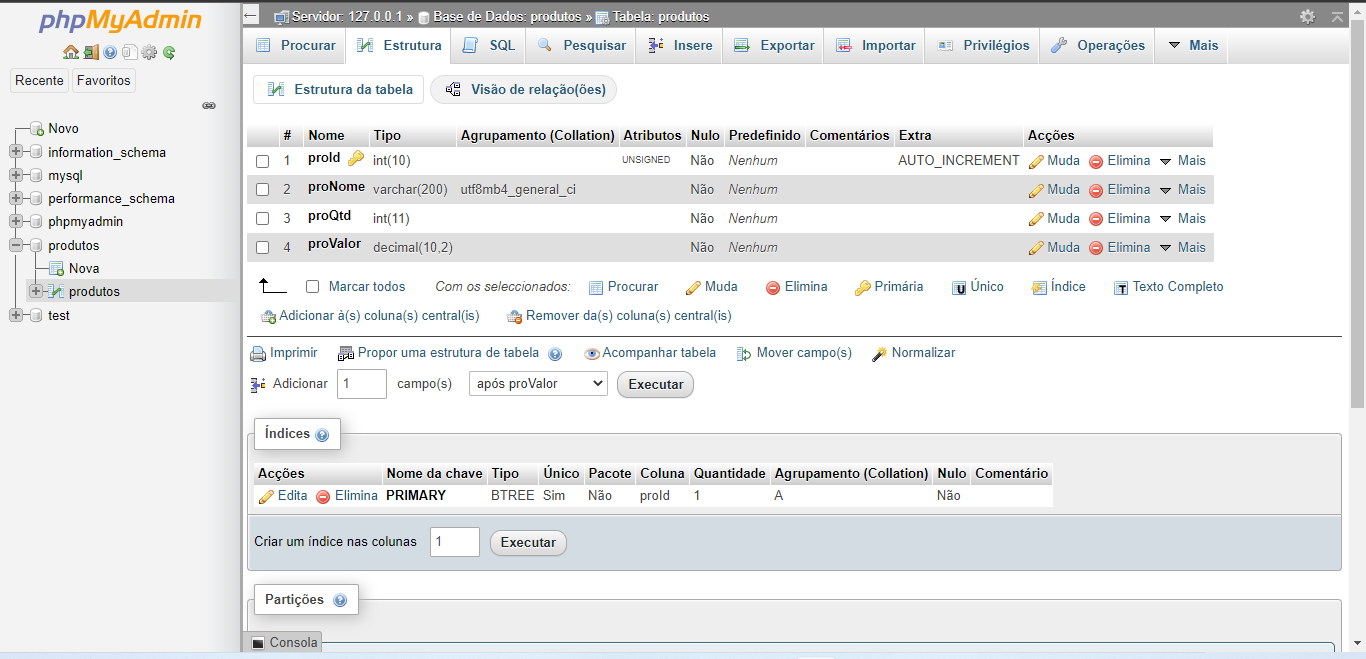 phpMyAdmin
Recente Favoritos
Novo
information_schema
mysql
performance_schema
phpmyadmin
produtos
Nova
produtos
test
Servidor: 127.0.0.1 » Base de Dados: produtos » Tabela: produtos
Procurar Estrutura SQL Pesquisar Insere Exportar Importar Privilégios Operações Mais
Estrutura da tabela Visão de relação(ões)
# Nome Tipo Agrupamento (Collation) Atributos Nulo Predefinido Comentários Extra Acções
1 proId int(10) UNSIGNED Não Nenhum AUTO_INCREMENT Muda Elimina Mais
2 proNome varchar(200) utf8mb4_general_ci Não Nenhum Muda Elimina Mais
3 proQtd int(11) Não Nenhum Muda Elimina Mais
4 proValor decimal(10,2) Não Nenhum Muda Elimina Mais
Marcar todos Com os seleccionados: Procurar Muda Elimina Primária Único Índice Texto Completo
Adicionar à(s) coluna(s) central(is) Remover da(s) coluna(s) central(is)
Imprimir Propor uma estrutura de tabela Acompanhar tabela Mover campo(s) Normalizar
Adicionar 1 campo(s) após proValor Executar
Índices
Acções Nome da chave Tipo Único Pacote Coluna Quantidade Agrupamento (Collation) Nulo Comentário
Edita Elimina PRIMARY BTREE Sim Não proId 1 A Não
Criar um índice nas colunas 1 Executar
Partições
Consola